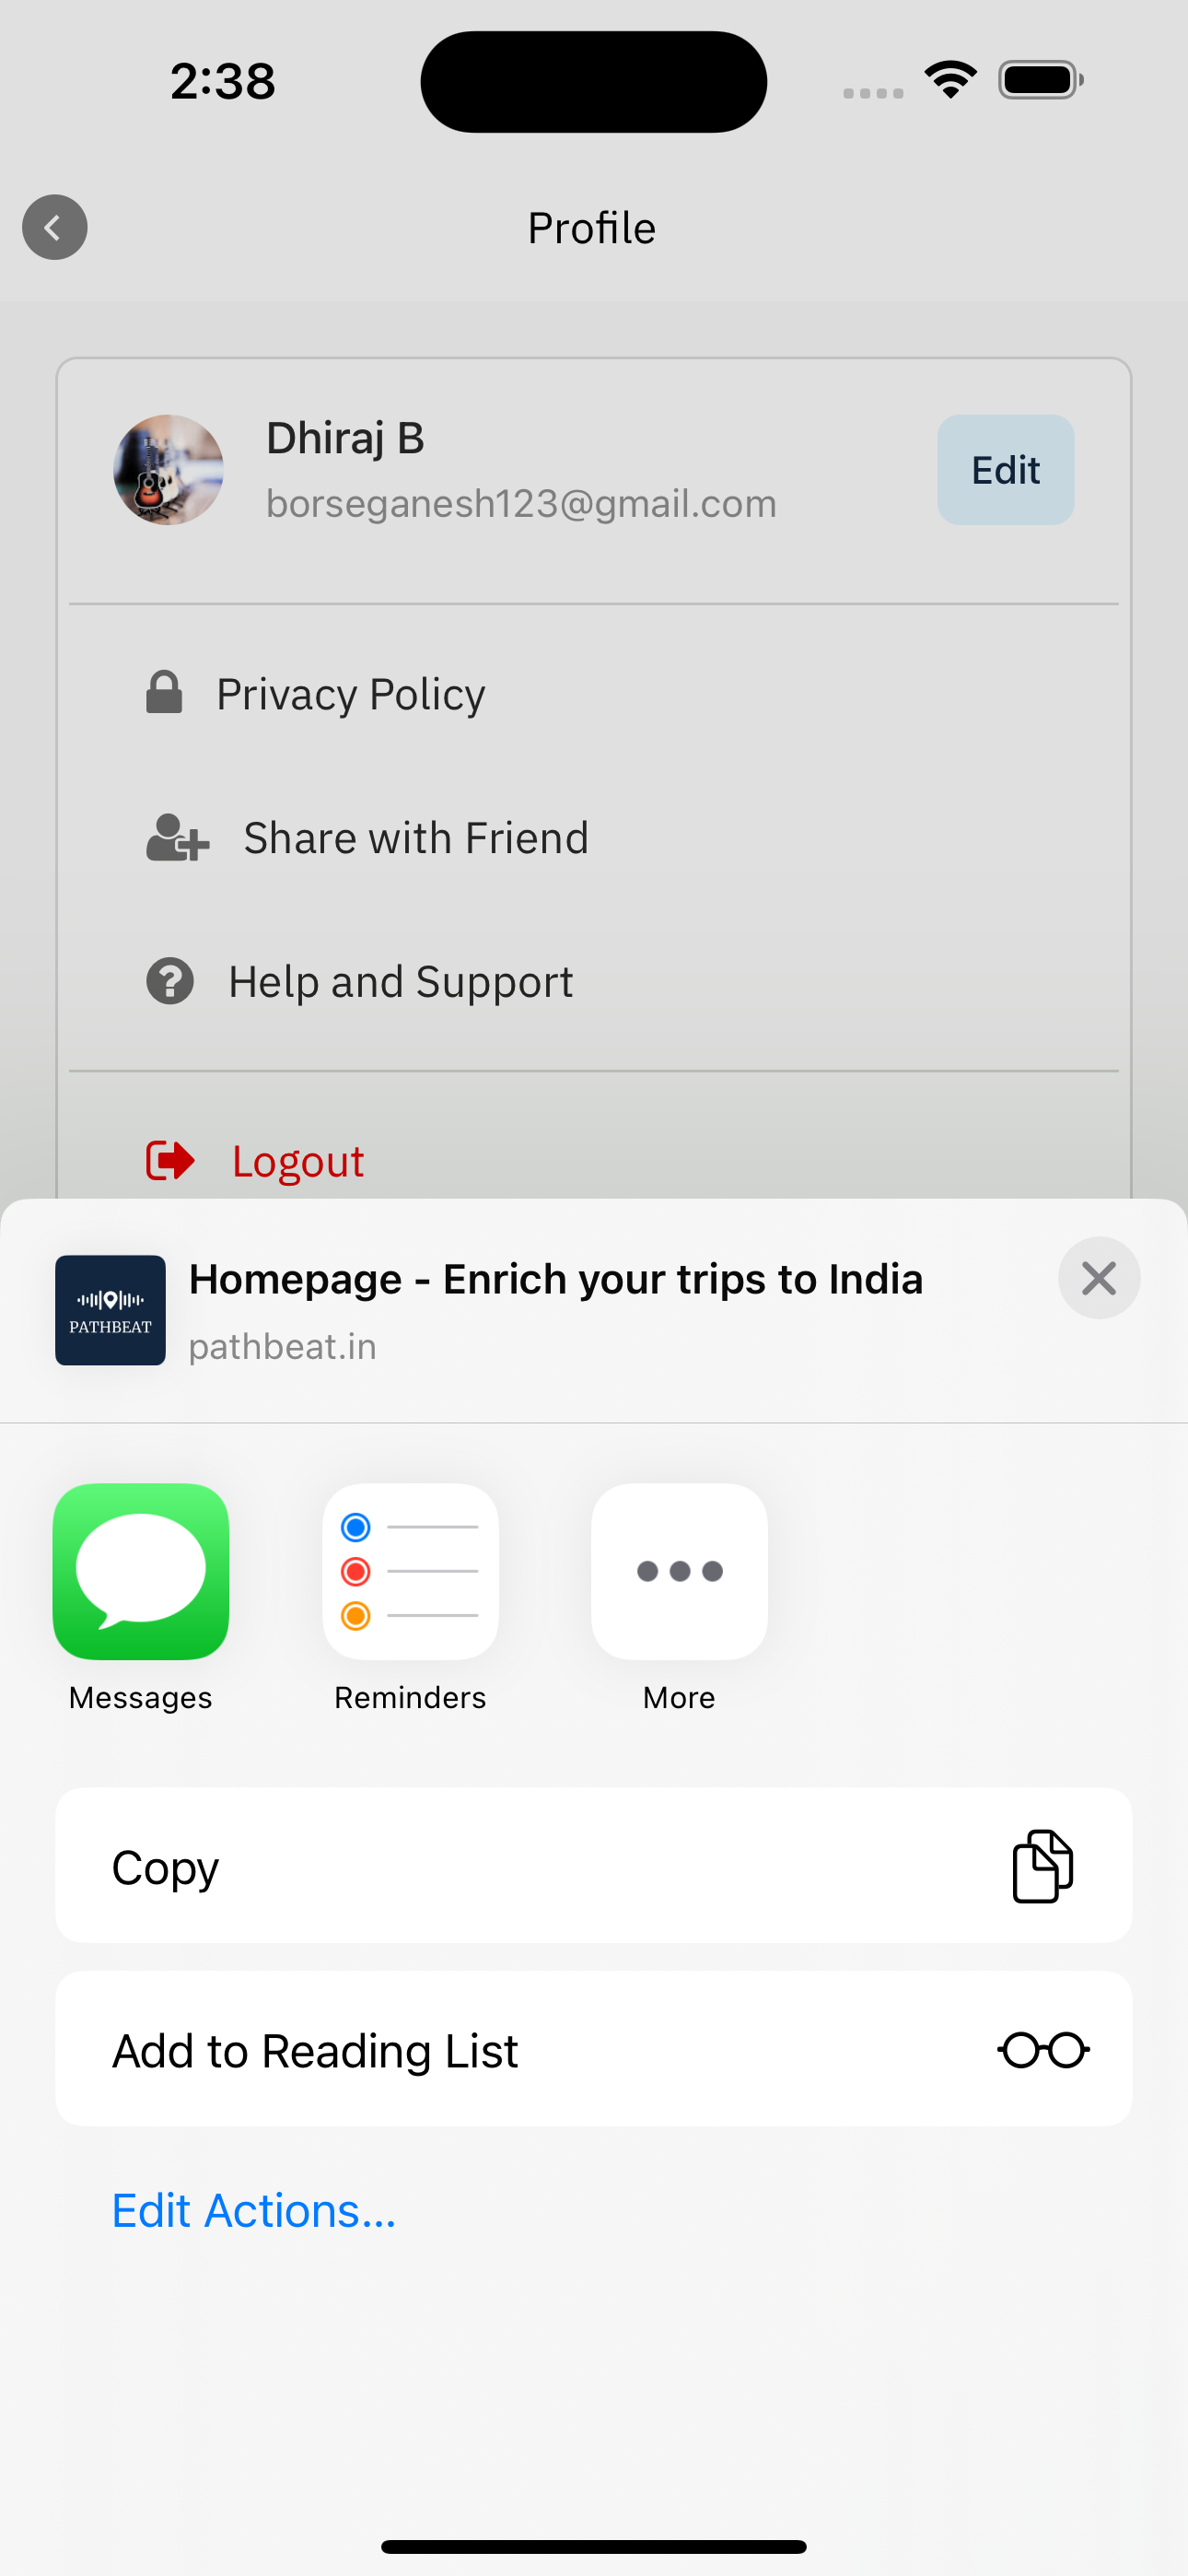 2:38
Profile
Dhiraj B
borseganesh123@gmail.com
Edit
Privacy Policy
Share with Friend
Help and Support
Logout
PATHBEAT
Homepage - Enrich your trips to India
pathbeat.in
Messages
Reminders
More
Copy
Add to Reading List
Edit Actions...